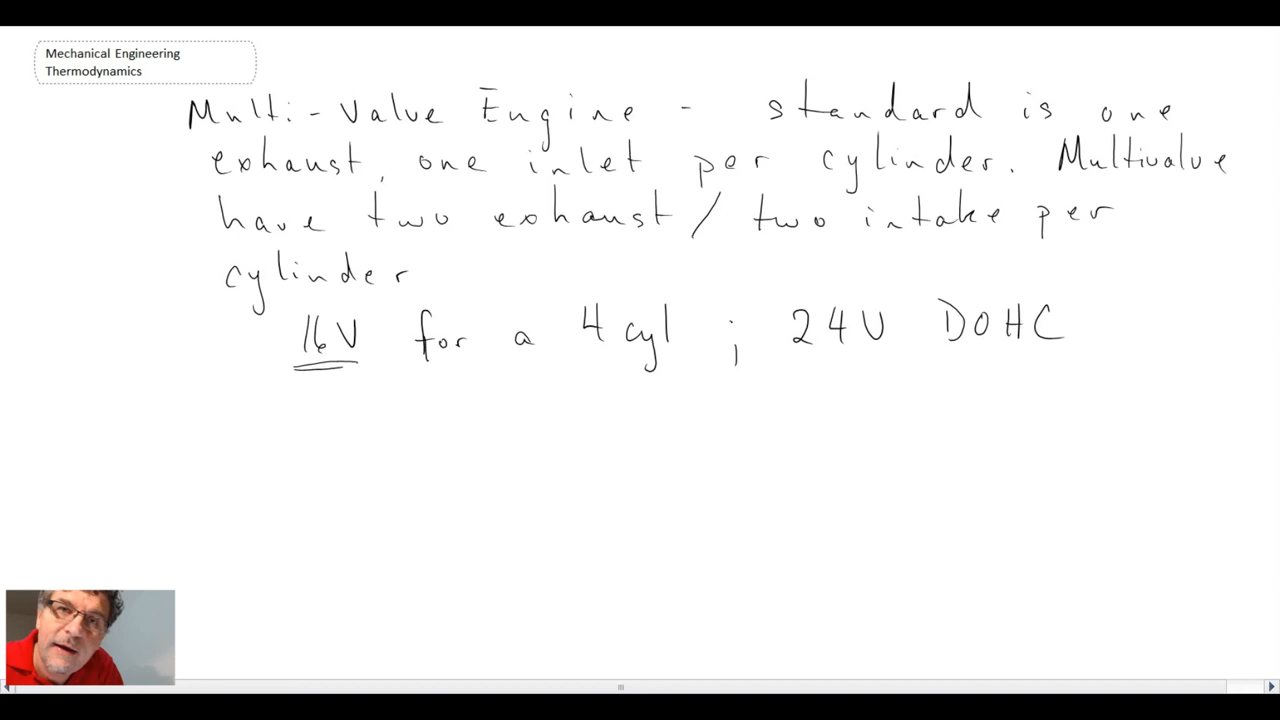 Mechanical Engineering
Thermodynamics
Multi-Valve Engine - standard is one
exhaust, one inlet per cylinder. Multivalve
have two exhaust / two intake per
cylinder
16V for a 4 cyl ; 24V DOHC